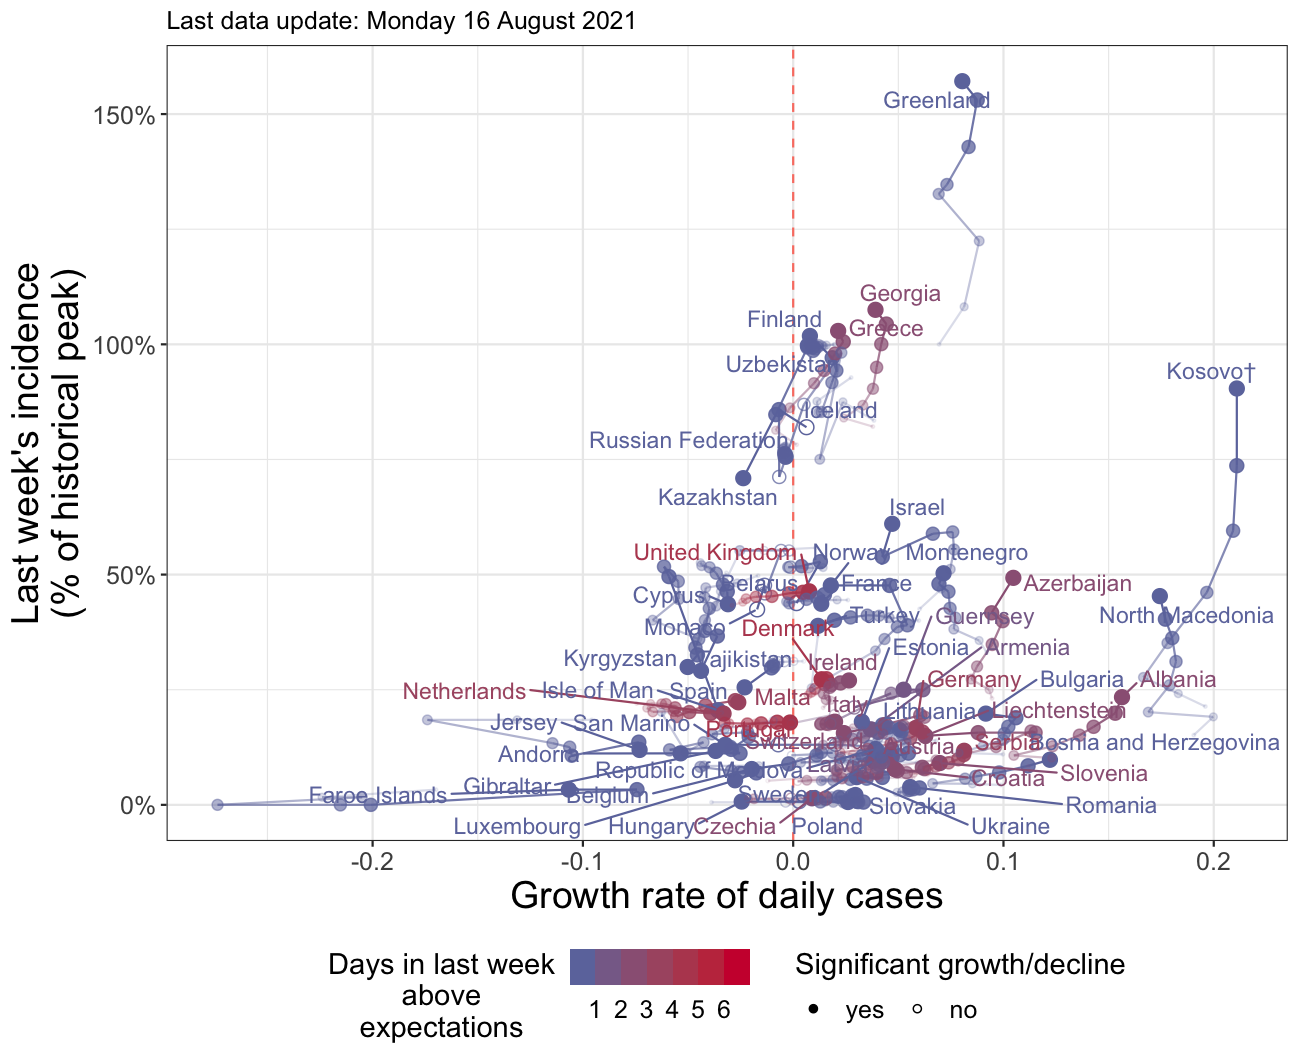 Last data update: Monday 16 August 2021
Last week's incidence
(% of historical peak)
150%
100%
50%
0%
Greenland
Georgia
Finland
Greece
Uzbekistan
Kosovo†
Iceland
Russian Federation
Kazakhstan
Israel
United Kingdom
Norway
Montenegro
Belarus
France
Azerbaijan
Cyprus
Monaco
Denmark
Turkey
Guernsey
North Macedonia
Kyrgyzstan
Tajikistan
Ireland
Estonia
Armenia
Netherlands
Isle of Man
Spain
Malta
Italy
Germany
Bulgaria
Albania
Jersey
San Marino
Portugal
Lithuania
Liechtenstein
Andorra
Switzerland
Austria
Serbia
Bosnia and Herzegovina
Gibraltar
Republic of Moldova
Latvia
Croatia
Slovenia
Faroe Islands
Belgium
Sweden
Slovakia
Romania
Luxembourg
Hungary
Czechia
Poland
Ukraine
-0.2
-0.1
0.0
0.1
0.2
Growth rate of daily cases
Days in last week
above
expectations
1 2 3 4 5 6
Significant growth/decline
yes
no